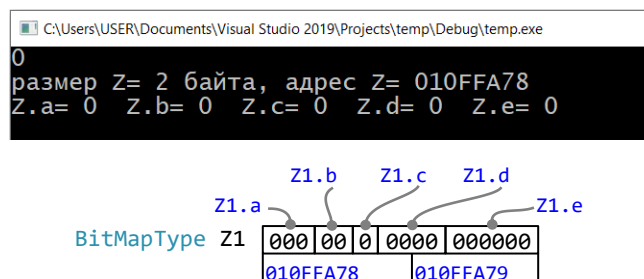 C:\Users\USER\Documents\Visual Studio 2019\Projects\temp\Debug\temp.exe
0
размер Z= 2 байта, адрес Z= 010FFA78
Z.a= 0  Z.b= 0  Z.c= 0  Z.d= 0  Z.e= 0
Z1.b Z1.c Z1.d
Z1.a Z1.e
BitMapType Z1 000 00 0 0000 000000
010FFA78 010FFA79